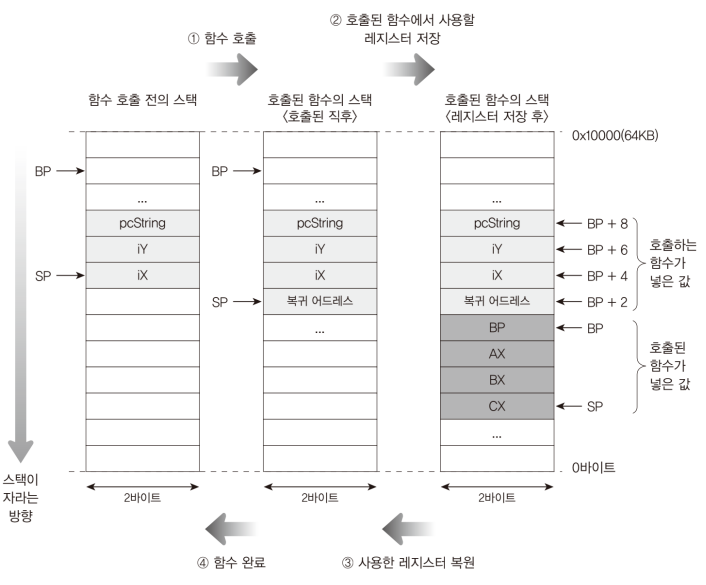 ① 함수 호출
② 호출된 함수에서 사용할
레지스터 저장
함수 호출 전의 스택
호출된 함수의 스택
〈호출된 직후〉
호출된 함수의 스택
〈레지스터 저장 후〉
0x10000(64KB)
BP
...
pcString
iY
SP
iX
BP
...
pcString
iY
iX
SP
복귀 어드레스
...
...
pcString
BP + 8
iY
BP + 6
iX
BP + 4
복귀 어드레스
BP + 2
호출하는
함수가
넣은 값
BP
BP
AX
BX
CX
SP
호출된
함수가
넣은 값
...
0바이트
스택이
자라는
방향
2바이트
2바이트
2바이트
④ 함수 완료
③ 사용한 레지스터 복원